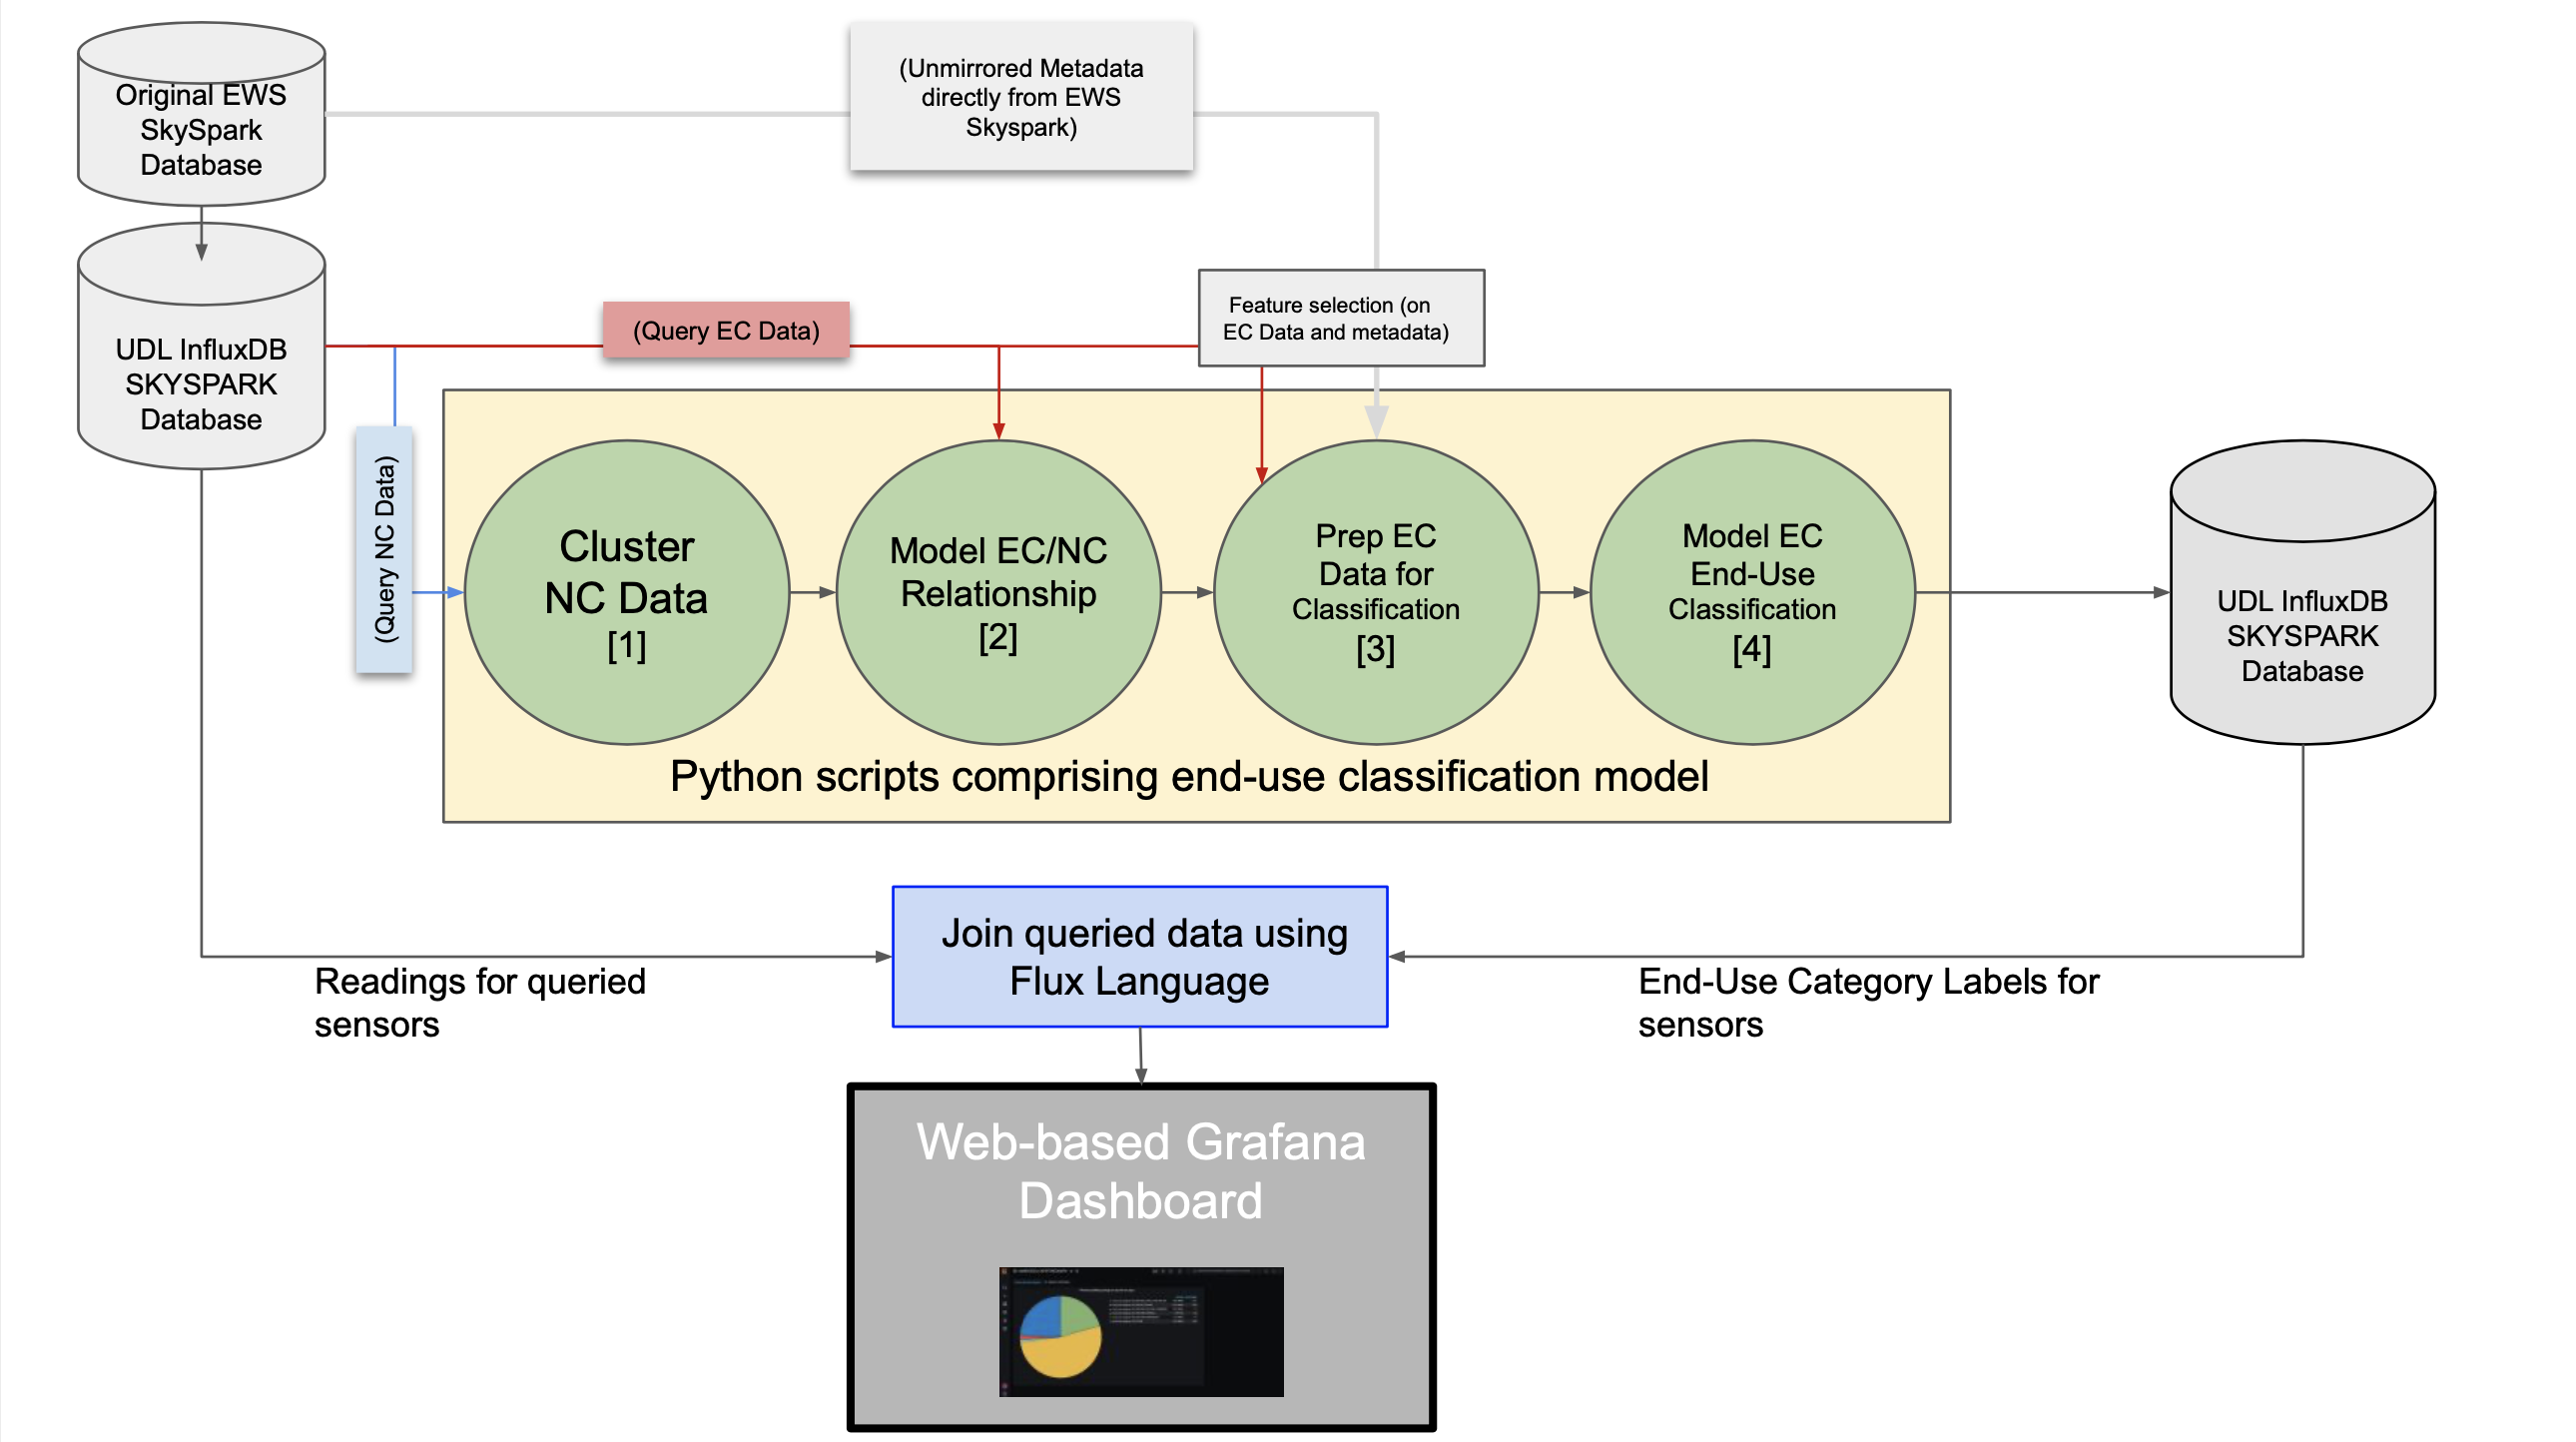 Original EWS
SkySpark
Database
(Unmirrored Metadata
directly from EWS
Skyspark)
UDL InfluxDB
SKYSPARK
Database
(Query EC Data)
Feature selection (on
EC Data and metadata)
(Query NC Data)
Cluster
NC Data
[1]
Model EC/NC
Relationship
[2]
Prep EC
Data for
Classification
[3]
Model EC
End-Use
Classification
[4]
UDL InfluxDB
SKYSPARK
Database
Python scripts comprising end-use classification model
Join queried data using
Flux Language
Readings for queried
sensors
End-Use Category Labels for
sensors
Web-based Grafana
Dashboard